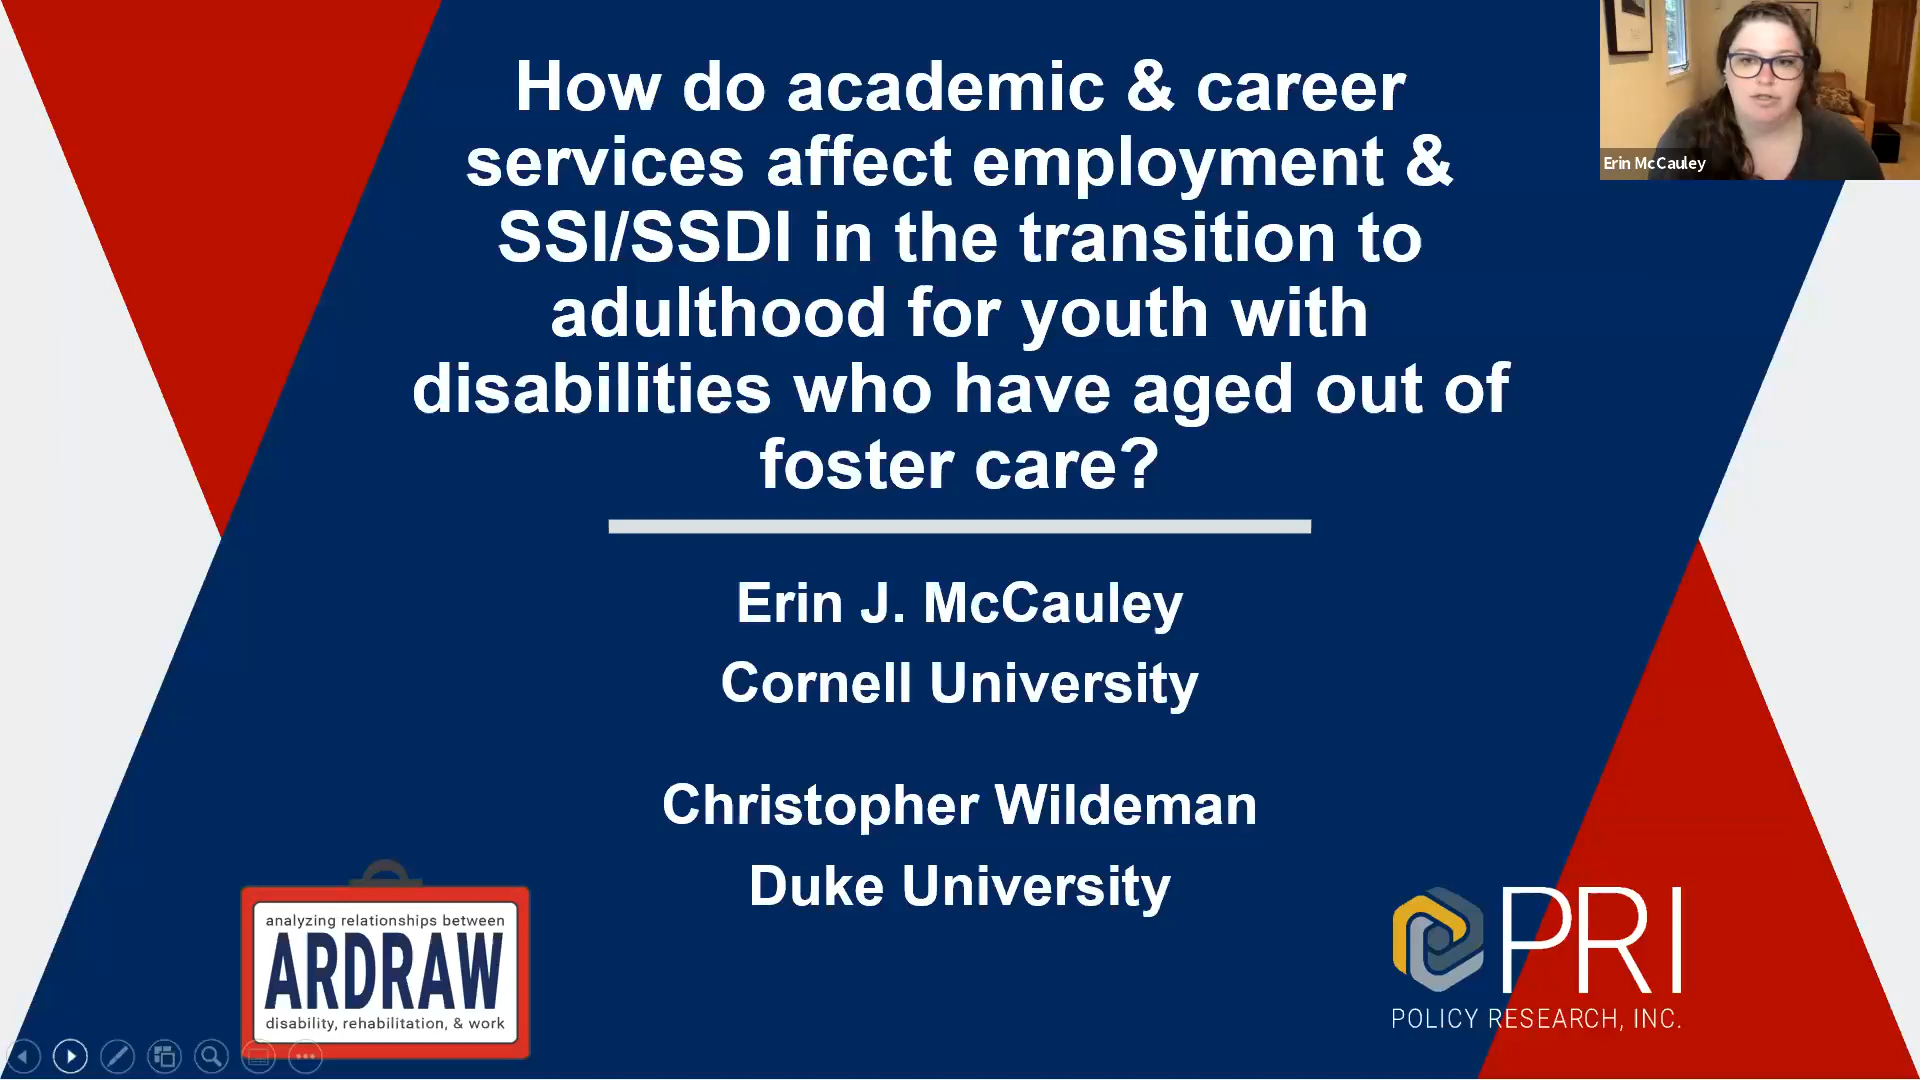 How do academic & career
services affect employment &
SSI/SSDI in the transition to
adulthood for youth with
disabilities who have aged out of
foster care?
Erin J. McCauley
Cornell University
Christopher Wildeman
Duke University
Erin McCauley
analyzing relationships between
ARDRAW
disability, rehabilitation, & work
PRI
POLICY RESEARCH, INC.